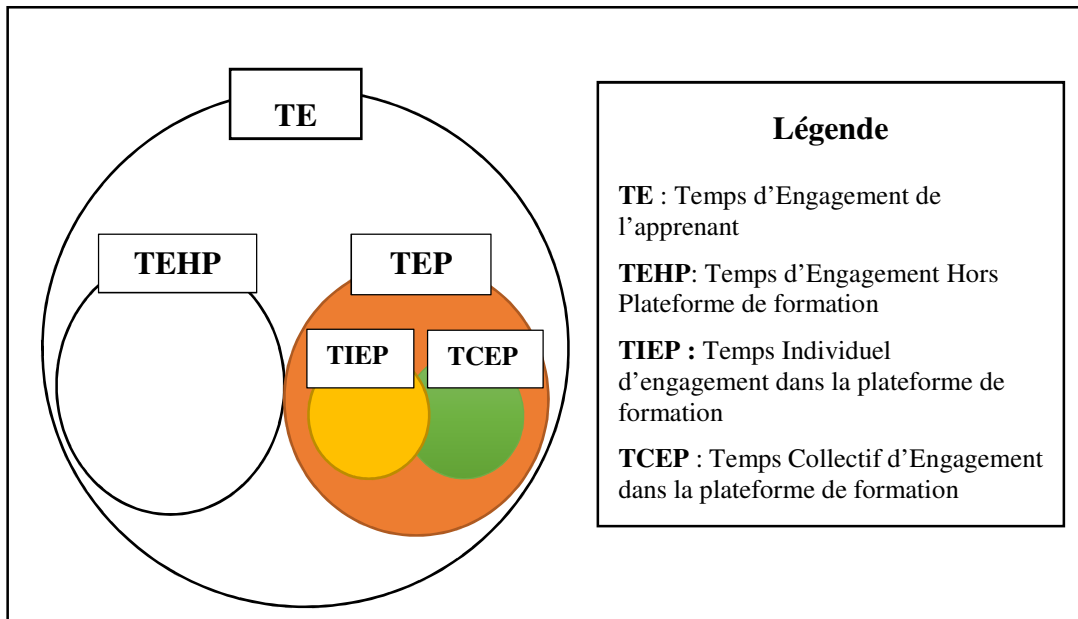 TE
TEHP
TEP
TIEP
TCEP
Légende
TE : Temps d’Engagement de
l’apprenant
TEHP: Temps d’Engagement Hors
Plateforme de formation
TIEP : Temps Individuel
d’engagement dans la plateforme de
formation
TCEP : Temps Collectif d’Engagement
dans la plateforme de formation